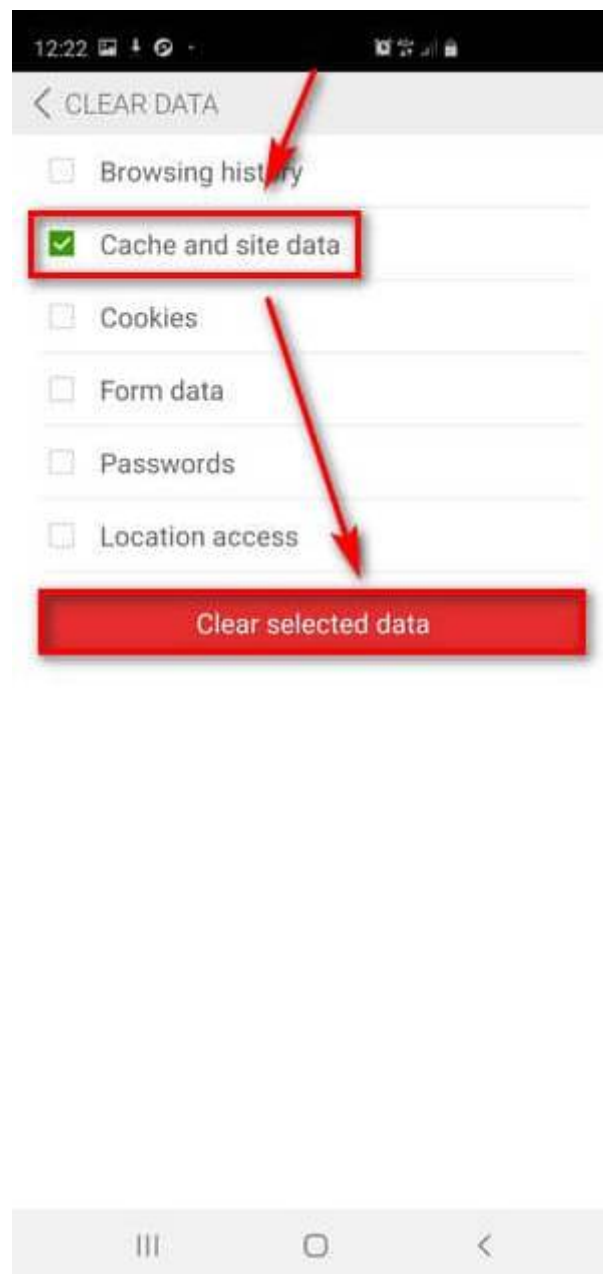 12:22
CLEAR DATA
Browsing history
Cache and site data
Cookies
Form data
Passwords
Location access
Clear selected data